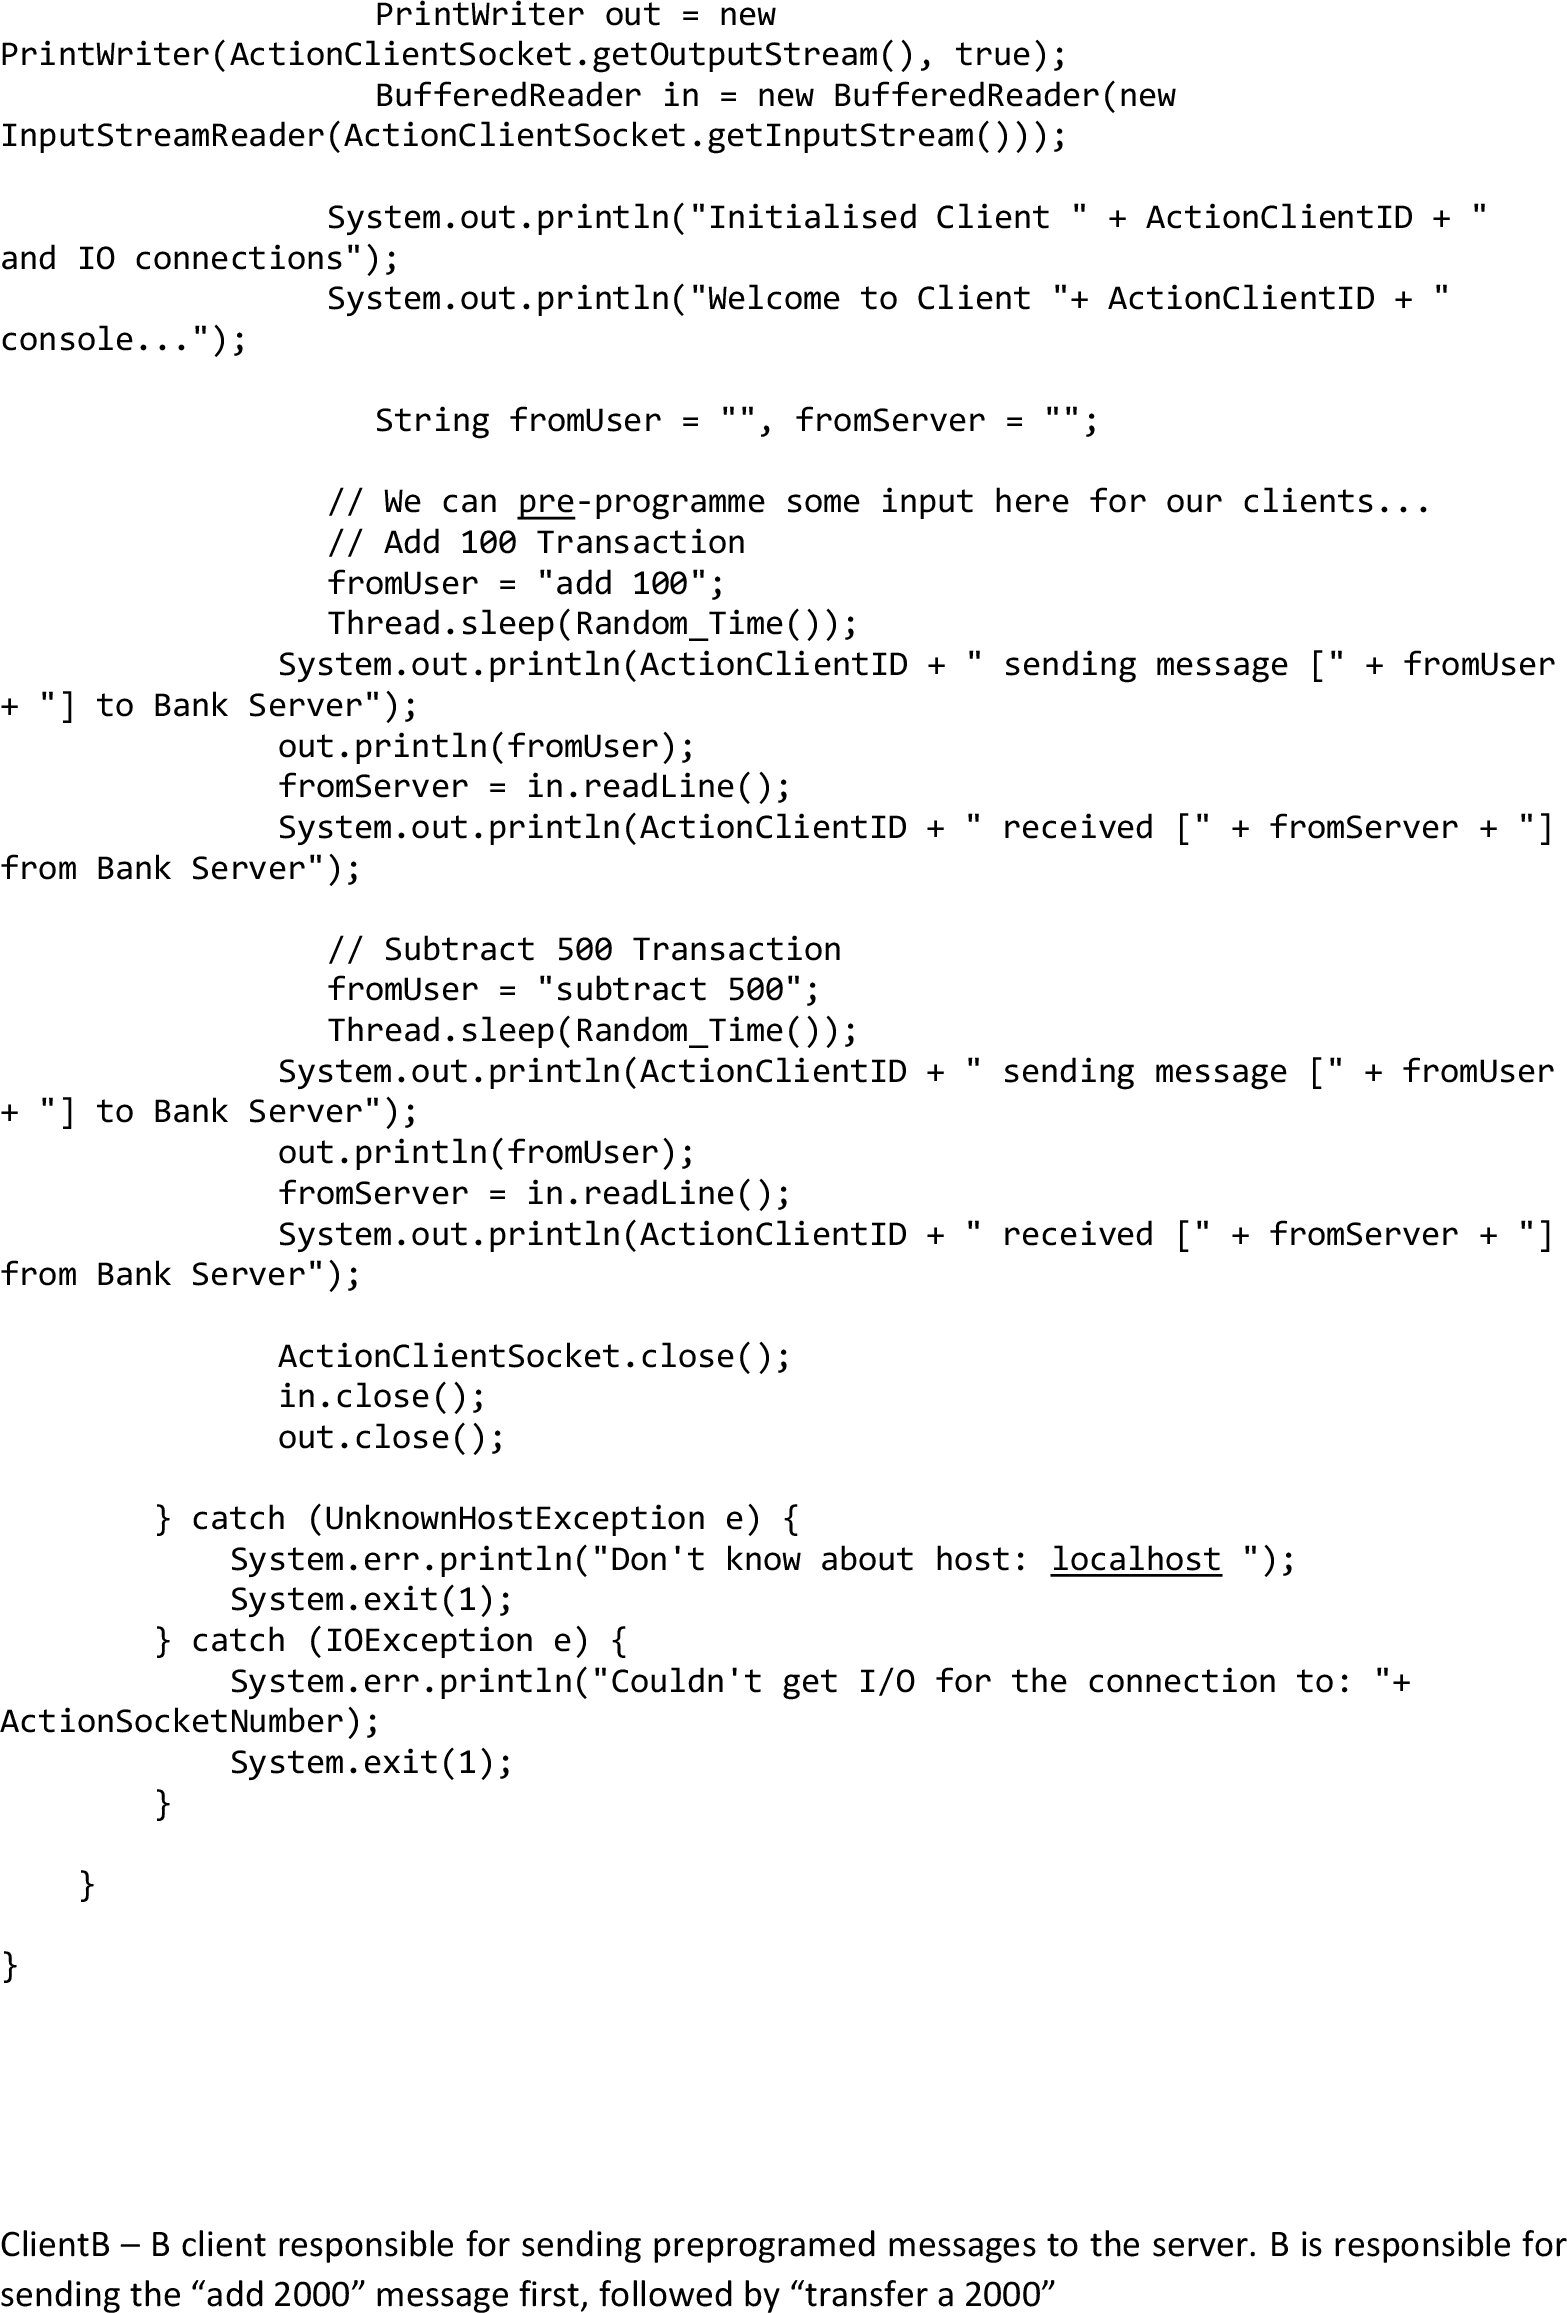 PrintWriter out = new
PrintWriter(ActionClientSocket.getOutputStream(), true);
BufferedReader in = new BufferedReader(new
InputStreamReader(ActionClientSocket.getInputStream()));
System.out.println("Initialised Client " + ActionClientID + "
and IO connections");
System.out.println("Welcome to Client "+ ActionClientID + "
console...");
String fromUser = "", fromServer = "";
// We can pre-programme some input here for our clients...
// Add 100 Transaction
fromUser = "add 100";
Thread.sleep(Random_Time());
System.out.println(ActionClientID + " sending message [" + fromUser
+ "] to Bank Server");
out.println(fromUser);
fromServer = in.readLine();
System.out.println(ActionClientID + " received [" + fromServer + "]
from Bank Server");
// Subtract 500 Transaction
fromUser = "subtract 500";
Thread.sleep(Random_Time());
System.out.println(ActionClientID + " sending message [" + fromUser
+ "] to Bank Server");
out.println(fromUser);
fromServer = in.readLine();
System.out.println(ActionClientID + " received [" + fromServer + "]
from Bank Server");
ActionClientSocket.close();
in.close();
out.close();
} catch (UnknownHostException e) {
System.err.println("Don't know about host: localhost ");
System.exit(1);
} catch (IOException e) {
System.err.println("Couldn't get I/O for the connection to: "+
ActionSocketNumber);
System.exit(1);
}
}
}
ClientB – B client responsible for sending preprogramed messages to the server. B is responsible for
sending the “add 2000” message first, followed by “transfer a 2000”